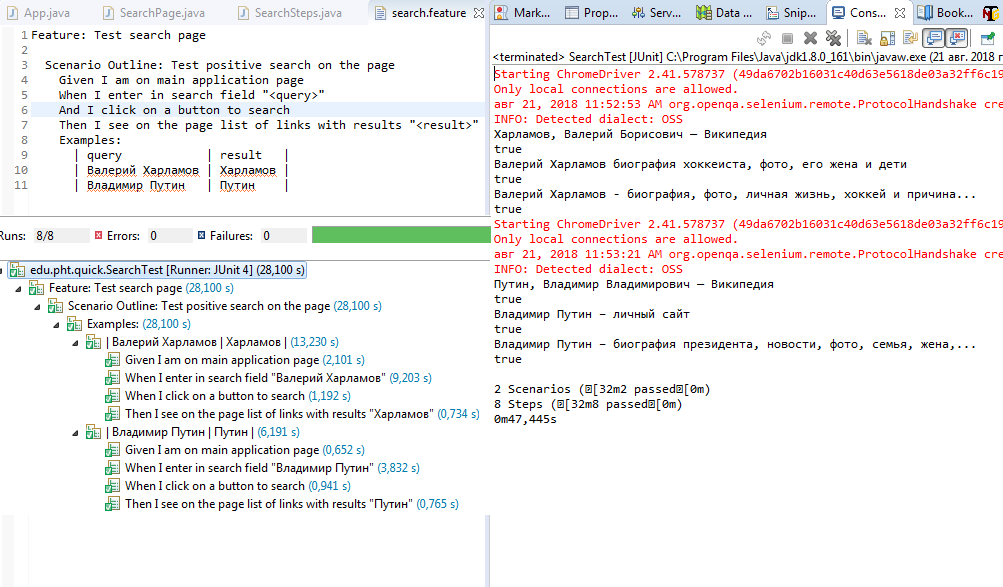 App.java SearchPage.java SearchSteps.java search.feature
1 Feature: Test search page
2
3 Scenario Outline: Test positive search on the page
4 Given I am on main application page
5 When I enter in search field "<query>"
6 And I click on a button to search
7 Then I see on the page list of links with results "<result>"
8 Examples:
9 | query | result |
10 | Валерий Харламов | Харламов |
11 | Владимир Путин | Путин |
Runs: 8/8 Errors: 0 Failures: 0
edu.pht.quick.SearchTest [Runner: JUnit 4] (28,100 s)
Feature: Test search page (28,100 s)
Scenario Outline: Test positive search on the page (28,100 s)
Examples: (28,100 s)
| Валерий Харламов | Харламов | (13,230 s)
Given I am on main application page (2,101 s)
When I enter in search field "Валерий Харламов" (9,203 s)
When I click on a button to search (1,192 s)
Then I see on the page list of links with results "Харламов" (0,734 s)
| Владимир Путин | Путин | (6,191 s)
Given I am on main application page (0,652 s)
When I enter in search field "Владимир Путин" (3,832 s)
When I click on a button to search (0,941 s)
Then I see on the page list of links with results "Путин" (0,765 s)
Mark... Prop... Serv... Data ... Snip... Cons... Book...
<terminated> SearchTest [JUnit] C:\Program Files\Java\jdk1.8.0_161\bin\javaw.exe (21 авг. 2018
Starting ChromeDriver 2.41.578737 (49da6702b16031c40d63e5618de03a32ff6c19
Only local connections are allowed.
авг 21, 2018 11:52:53 AM org.openqa.selenium.remote.ProtocolHandshake cre
INFO: Detected dialect: OSS
Харламов, Валерий Борисович — Википедия
true
Валерий Харламов биография хоккеиста, фото, его жена и дети
true
Валерий Харламов - биография, фото, личная жизнь, хоккей и причина...
true
Starting ChromeDriver 2.41.578737 (49da6702b16031c40d63e5618de03a32ff6c19
Only local connections are allowed.
авг 21, 2018 11:53:21 AM org.openqa.selenium.remote.ProtocolHandshake cre
INFO: Detected dialect: OSS
Путин, Владимир Владимирович — Википедия
true
Владимир Путин – личный сайт
true
Владимир Путин – биография президента, новости, фото, семья, жена,...
true

2 Scenarios ([32m2 passed[0m)
8 Steps ([32m8 passed[0m)
0m47,445s